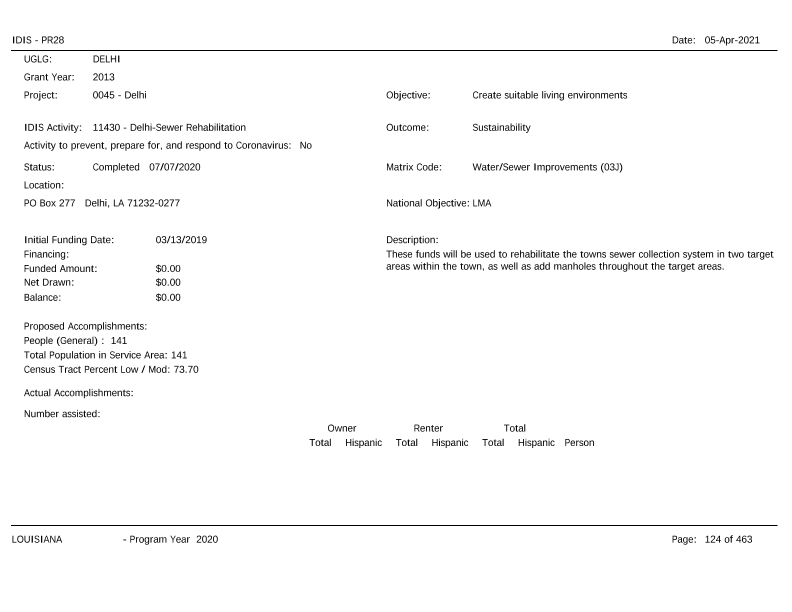 IDIS - PR28 Date: 05-Apr-2021
UGLG: DELHI
Grant Year: 2013
Project: 0045 - Delhi Objective: Create suitable living environments
IDIS Activity: 11430 - Delhi-Sewer Rehabilitation Outcome: Sustainability
Activity to prevent, prepare for, and respond to Coronavirus: No
Status: Completed 07/07/2020 Matrix Code: Water/Sewer Improvements (03J)
Location:
PO Box 277 Delhi, LA 71232-0277 National Objective: LMA
Initial Funding Date: 03/13/2019 Description:
Financing: These funds will be used to rehabilitate the towns sewer collection system in two target
Funded Amount: $0.00 areas within the town, as well as add manholes throughout the target areas.
Net Drawn: $0.00
Balance: $0.00
Proposed Accomplishments:
People (General) : 141
Total Population in Service Area: 141
Census Tract Percent Low / Mod: 73.70
Actual Accomplishments:
Number assisted:
Owner Renter Total
Total Hispanic Total Hispanic Total Hispanic Person
LOUISIANA - Program Year 2020 Page: 124 of 463